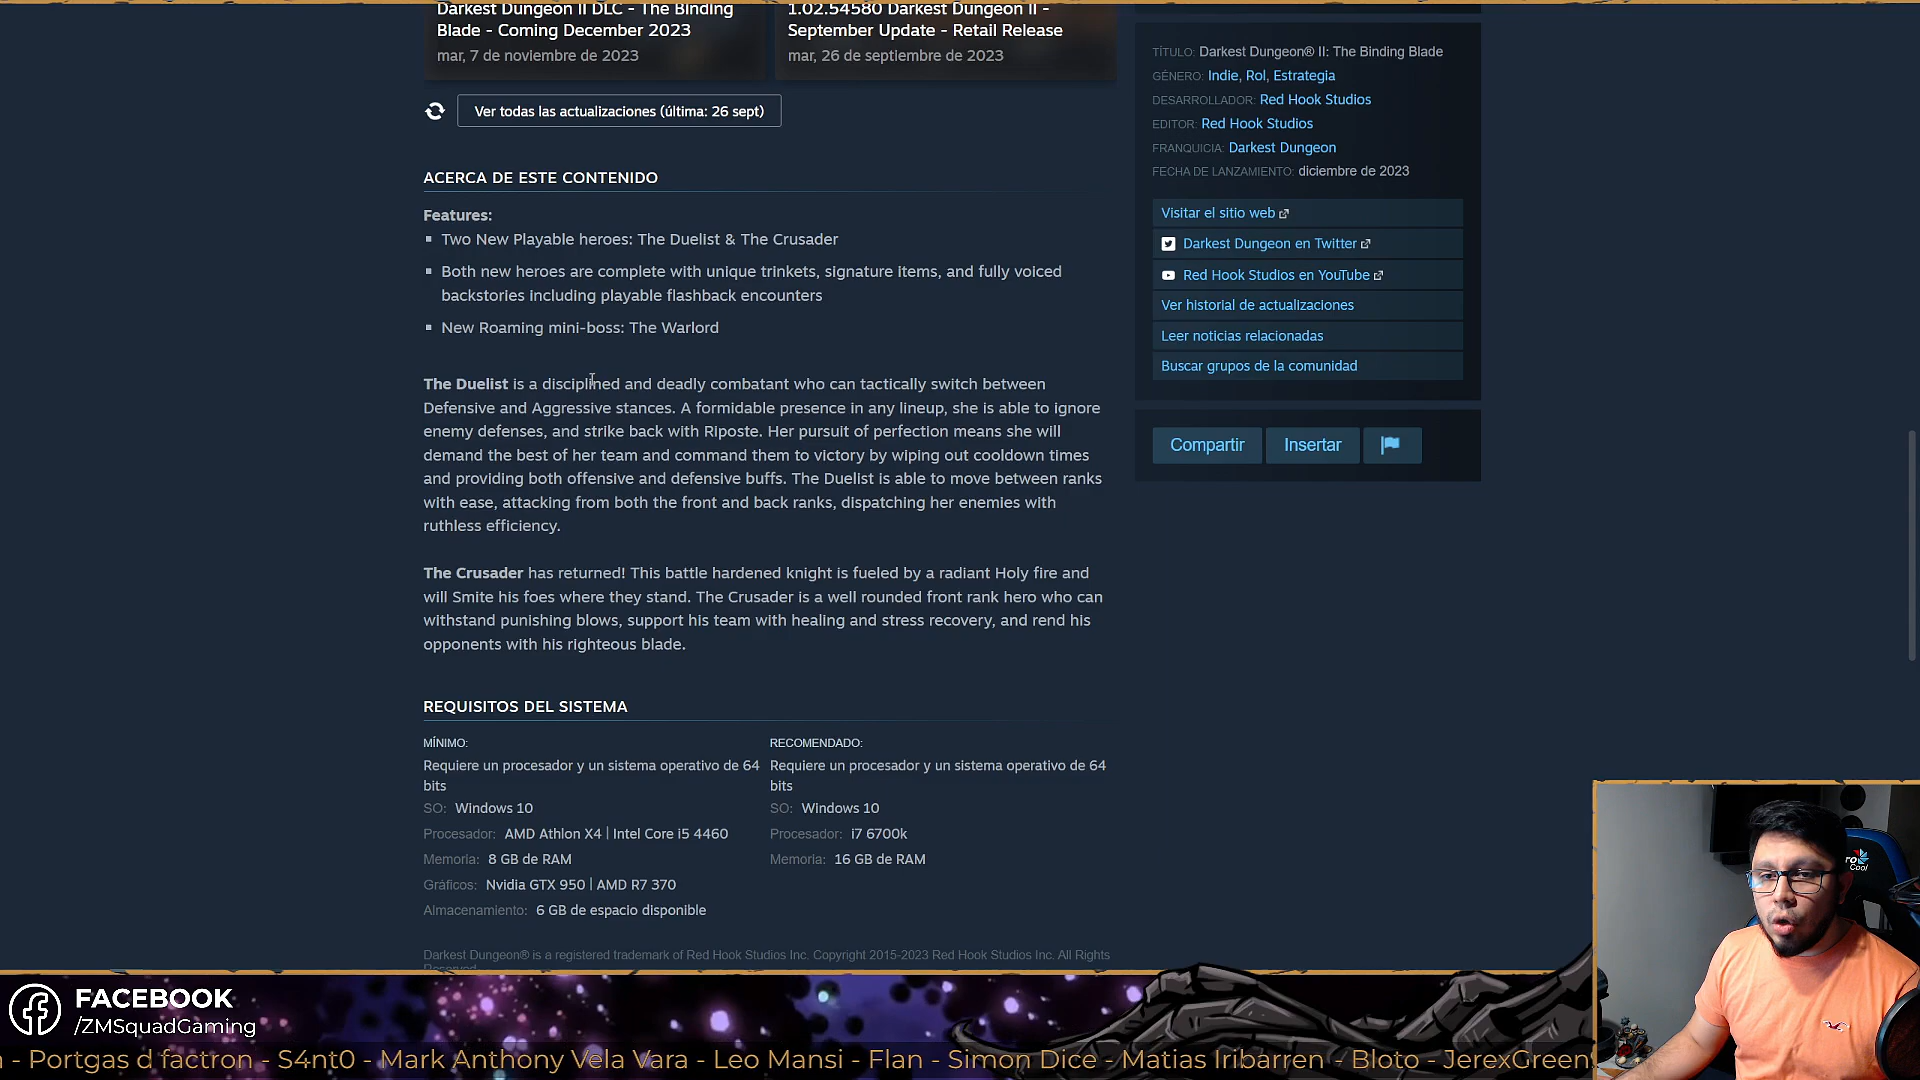 Darkest Dungeon II DLC - The Binding
Blade - Coming December 2023
mar, 7 de noviembre de 2023
1.02.54580 Darkest Dungeon II -
September Update - Retail Release
mar, 26 de septiembre de 2023
Ver todas las actualizaciones (última: 26 sept)
ACERCA DE ESTE CONTENIDO
Features:
▪ Two New Playable heroes: The Duelist & The Crusader
▪ Both new heroes are complete with unique trinkets, signature items, and fully voiced
backstories including playable flashback encounters
▪ New Roaming mini-boss: The Warlord
The Duelist is a disciplined and deadly combatant who can tactically switch between
Defensive and Aggressive stances. A formidable presence in any lineup, she is able to ignore
enemy defenses, and strike back with Riposte. Her pursuit of perfection means she will
demand the best of her team and command them to victory by wiping out cooldown times
and providing both offensive and defensive buffs. The Duelist is able to move between ranks
with ease, attacking from both the front and back ranks, dispatching her enemies with
ruthless efficiency.
The Crusader has returned! This battle hardened knight is fueled by a radiant Holy fire and
will Smite his foes where they stand. The Crusader is a well rounded front rank hero who can
withstand punishing blows, support his team with healing and stress recovery, and rend his
opponents with his righteous blade.
REQUISITOS DEL SISTEMA
MÍNIMO:
Requiere un procesador y un sistema operativo de 64
bits
SO: Windows 10
Procesador: AMD Athlon X4 | Intel Core i5 4460
Memoria: 8 GB de RAM
Gráficos: Nvidia GTX 950 | AMD R7 370
Almacenamiento: 6 GB de espacio disponible
RECOMENDADO:
Requiere un procesador y un sistema operativo de 64
bits
SO: Windows 10
Procesador: i7 6700k
Memoria: 16 GB de RAM
Darkest Dungeon® is a registered trademark of Red Hook Studios Inc. Copyright 2015-2023 Red Hook Studios Inc. All Rights
Reserved
TÍTULO: Darkest Dungeon® II: The Binding Blade
GÉNERO: Indie, Rol, Estrategia
DESARROLLADOR: Red Hook Studios
EDITOR: Red Hook Studios
FRANQUICIA: Darkest Dungeon
FECHA DE LANZAMIENTO: diciembre de 2023
Visitar el sitio web
Darkest Dungeon en Twitter
Red Hook Studios en YouTube
Ver historial de actualizaciones
Leer noticias relacionadas
Buscar grupos de la comunidad
Compartir
Insertar
Cool
FACEBOOK
/ZMSquadGaming
- Portgas d factron - S4nt0 - Mark Anthony Vela Vara - Leo Mansi - Flan - Simon Dice - Matias Iribarren - Bloto - JerexGreen